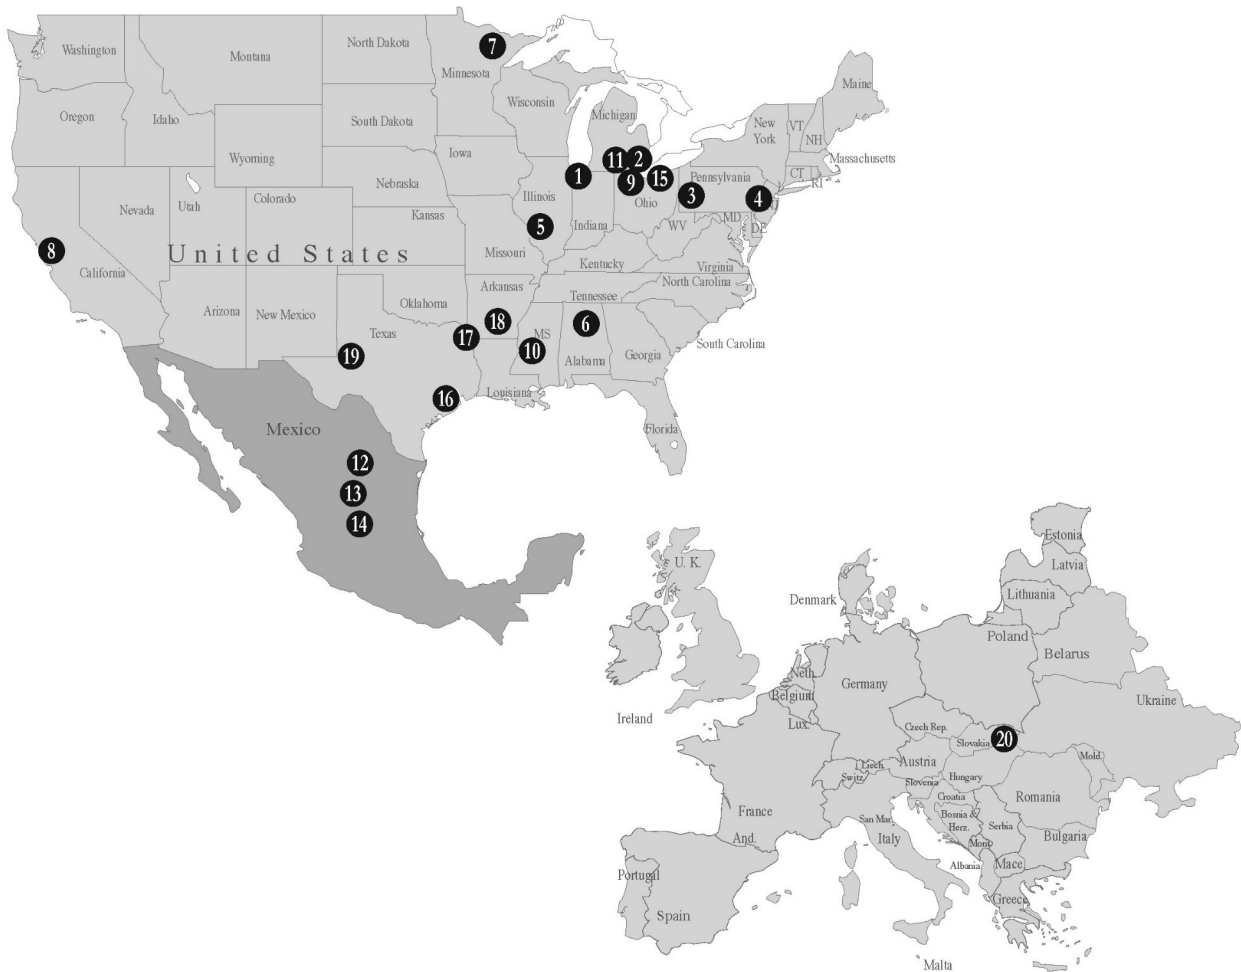 7
Washington
North Dakota
Montana
Minnesota
Maine
Wisconsin
Michigan
Oregon
Idaho
South Dakota
New
York
VT
NH
Wyoming
Iowa
11
2
Massachusetts
CT
RI
1
9
15
Pennsylvania
Nebraska
3
4
NJ
Illinois
Ohio
Utah
Colorado
Nevada
Kansas
5
Indiana
WV
MD
DE
8
United States
Missouri
California
Kentucky
Virginia
North Carolina
Arkansas
Tennessee
Oklahoma
Arizona
New Mexico
Texas
18
6
17
MS
10
19
Alabama
Georgia
South Carolina
16
Louisiana
Mexico
Florida
12
13
14
U. K.
Estonia
Latvia
Denmark
Lithuania
Poland
Belarus
Neth.
Germany
Belgium
Ukraine
Ireland
Lux.
Czech Rep.
Slovakia
20
Austria
Liech.
Mold.
Switz
Slovenia
Hungary
Croatia
Romania
France
San Mar.
Bosnia &
Herz.
Serbia
And.
Italy
Bulgaria
Mont
Albania
Mace
Portugal
Greece
Spain
Malta